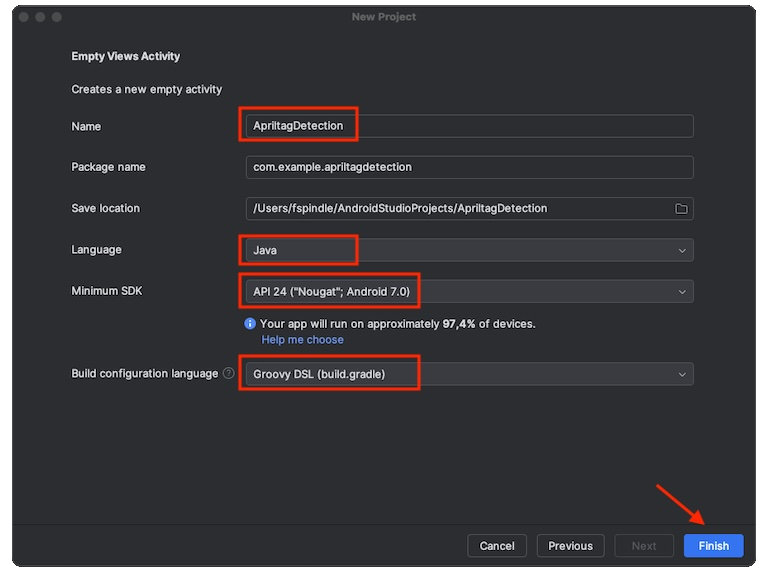 New Project
Empty Views Activity
Creates a new empty activity
Name AprilTagDetection
Package name com.example.apriltagdetection
Save location /Users/fspindle/AndroidStudioProjects/AprilTagDetection
Language Java
Minimum SDK API 24 ("Nougat"; Android 7.0)
Your app will run on approximately 97,4% of devices.
Help me choose
Build configuration language ? Groovy DSL (build.gradle)
Cancel Previous Next Finish